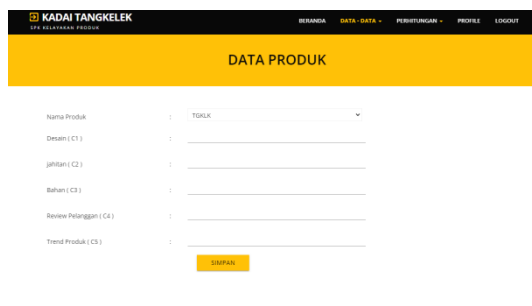 KADAI TANGKELEK
SPK KELAYAKAN PRODUK
BERANDA DATA - DATA PERHITUNGAN PROFILE LOGOUT
DATA PRODUK
Nama Produk : TGKLK
Desain ( C1 ) :
jahitan ( C2 ) :
Bahan ( C3 ) :
Review Pelanggan ( C4 ) :
Trend Produk ( C5 ) :
SIMPAN